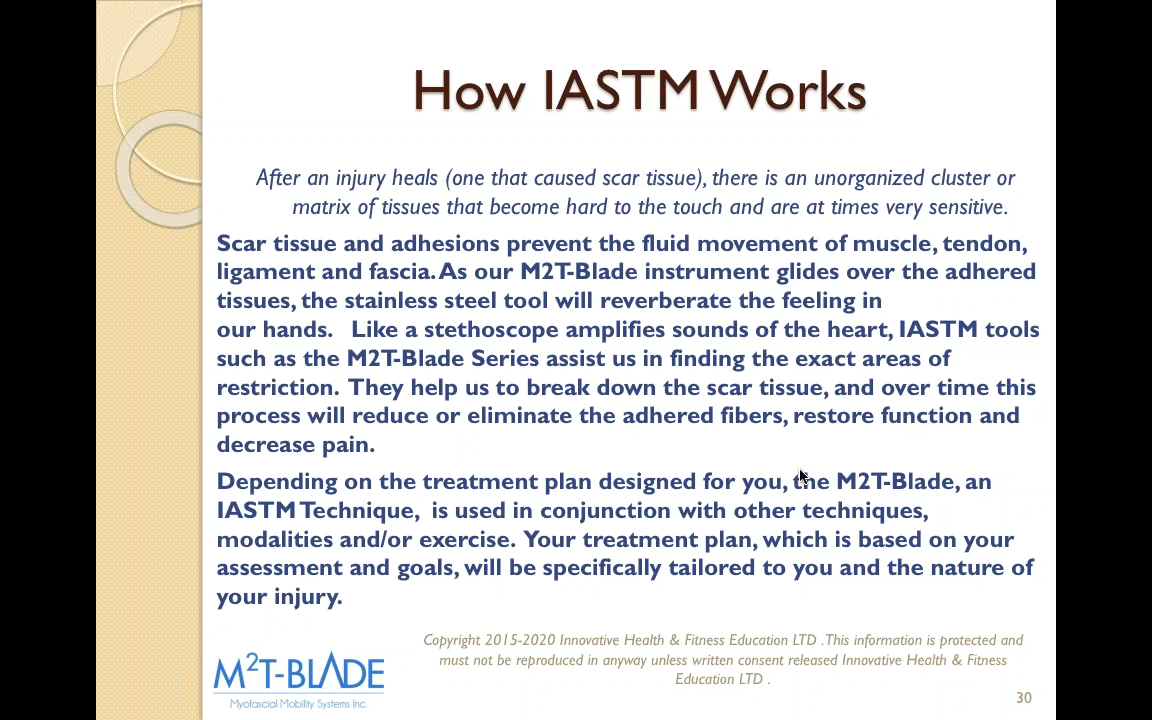 How IASTM Works
After an injury heals (one that caused scar tissue), there is an unorganized cluster or
matrix of tissues that become hard to the touch and are at times very sensitive.
Scar tissue and adhesions prevent the fluid movement of muscle, tendon,
ligament and fascia. As our M2T-Blade instrument glides over the adhered
tissues, the stainless steel tool will reverberate the feeling in
our hands.   Like a stethoscope amplifies sounds of the heart, IASTM tools
such as the M2T-Blade Series assist us in finding the exact areas of
restriction.  They help us to break down the scar tissue, and over time this
process will reduce or eliminate the adhered fibers, restore function and
decrease pain.
Depending on the treatment plan designed for you, the M2T-Blade, an
IASTM Technique,  is used in conjunction with other techniques,
modalities and/or exercise.  Your treatment plan, which is based on your
assessment and goals, will be specifically tailored to you and the nature of
your injury.
Copyright 2015-2020 Innovative Health & Fitness Education LTD . This information is protected and
must not be reproduced in anyway unless written consent released Innovative Health & Fitness
Education LTD .
M2T-BLADE
Myofascial Mobility Systems Inc.
30